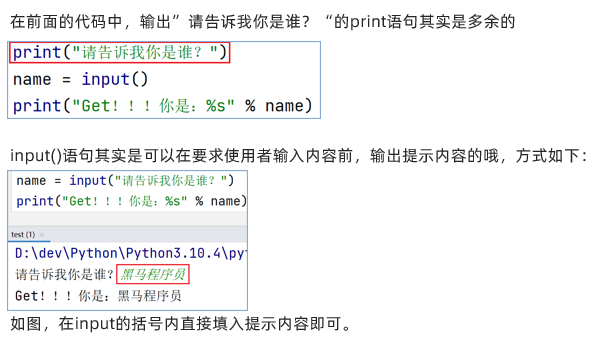 在前面的代码中，输出”请告诉我你是谁？“的print语句其实是多余的
print("请告诉我你是谁？")
name = input()
print("Get！！！你是：%s" % name)
input()语句其实是可以在要求使用者输入内容前，输出提示内容的哦，方式如下：
name = input("请告诉我你是谁？")
print("Get！！！你是：%s" % name)
test (1) ×
D:\dev\Python\Python3.10.4\py
请告诉我你是谁？黑马程序员
Get！！！你是：黑马程序员
如图，在input的括号内直接填入提示内容即可。